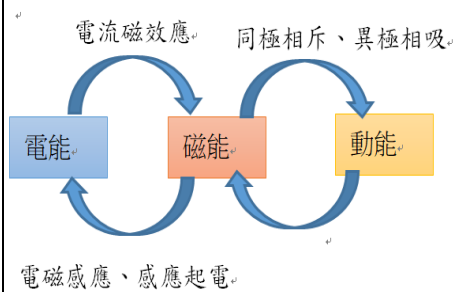 電流磁效應
同極相斥、異極相吸
電能
磁能
動能
電磁感應、感應起電